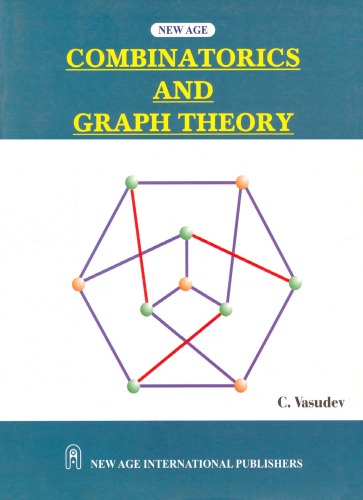 NEW AGE
COMBINATORICS
AND
GRAPH THEORY
C. Vasudev
NEW AGE INTERNATIONAL PUBLISHERS